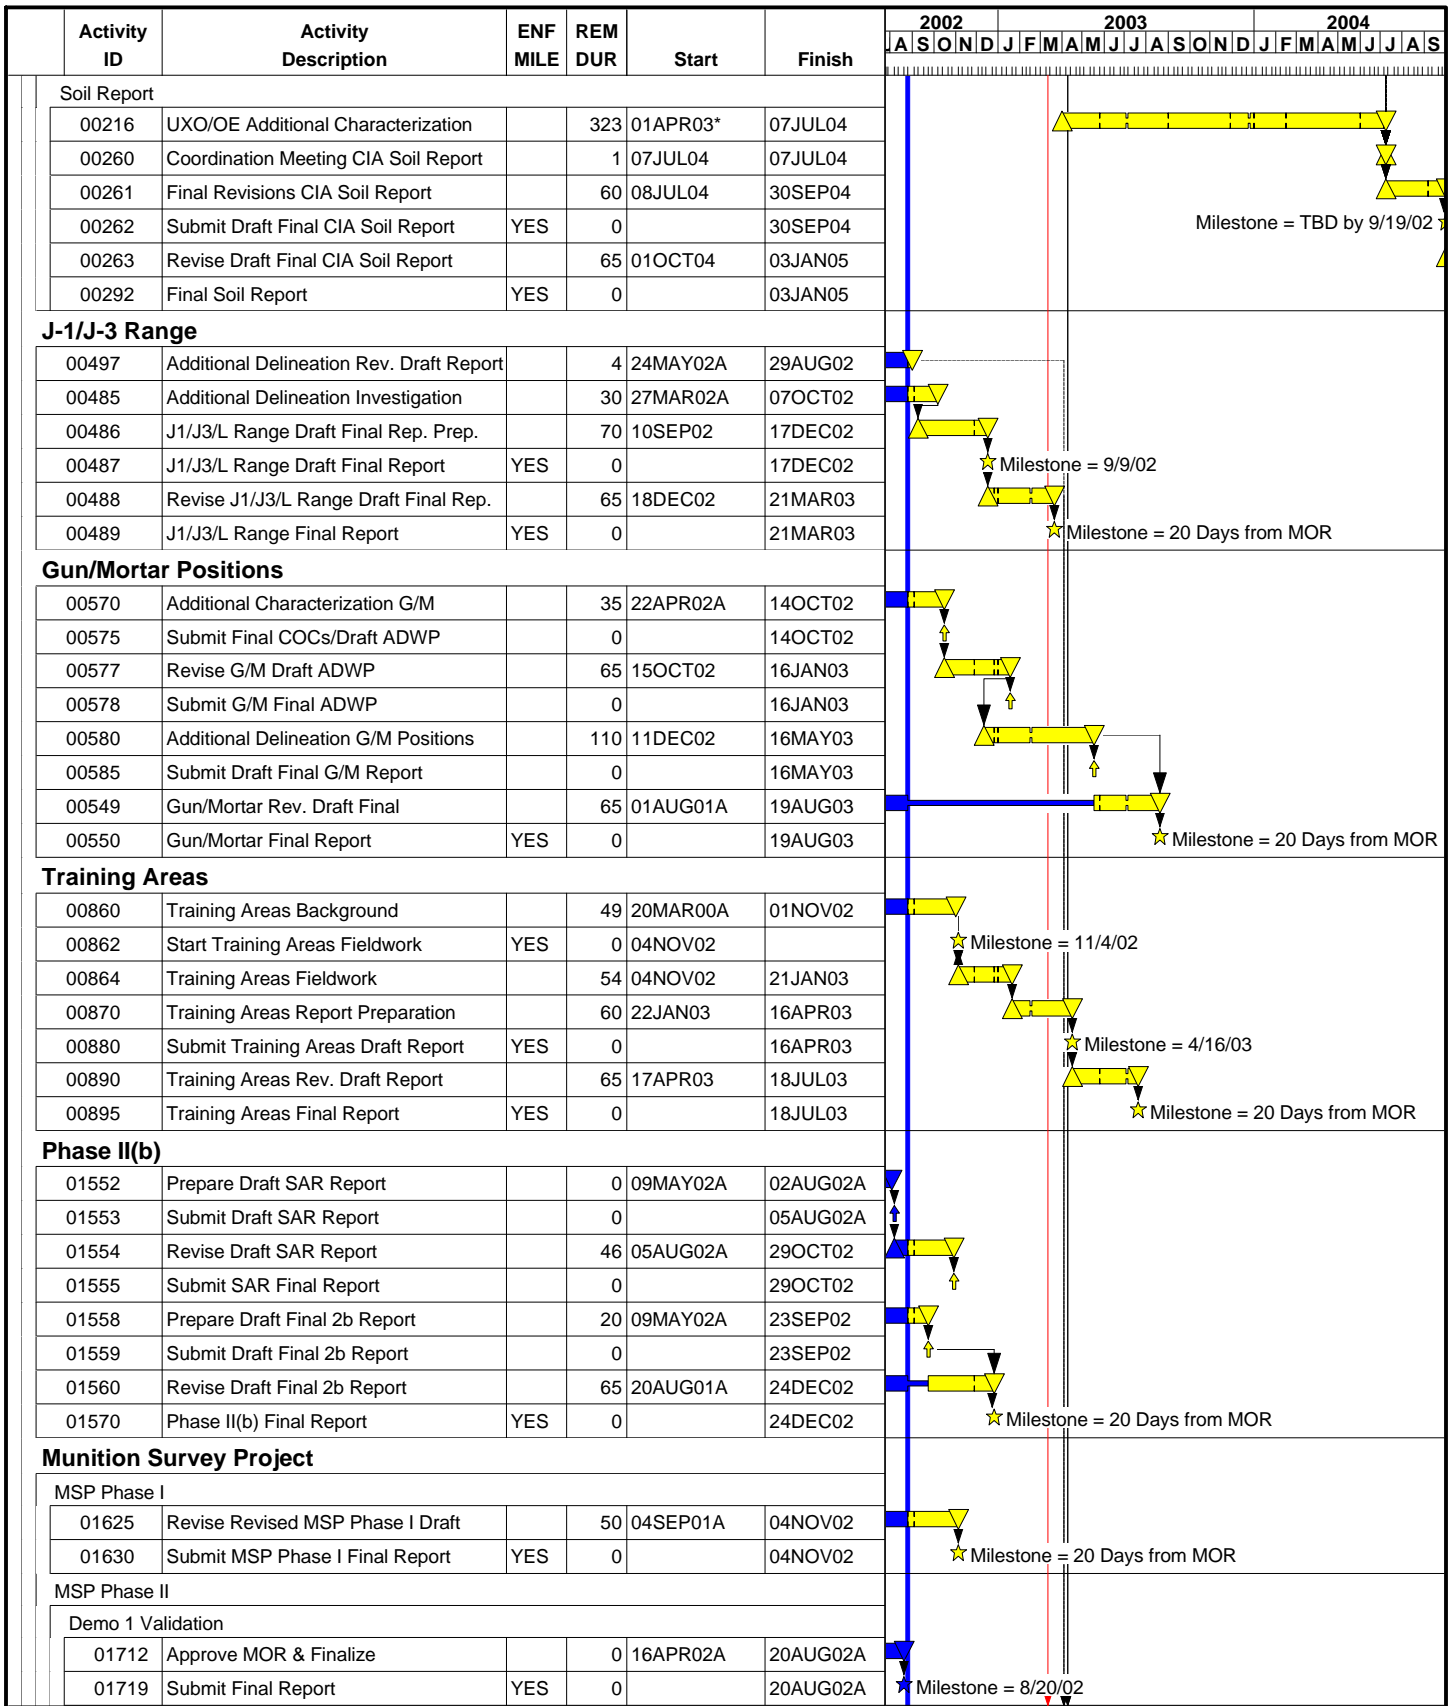 Activity ID Activity Description ENF MILE REM DUR Start Finish 2002 2003 2004
A S O N D J F M A M J J A S O N D J F M A M J J A S
Soil Report
00216 UXO/OE Additional Characterization 323 01APR03* 07JUL04
00260 Coordination Meeting CIA Soil Report 1 07JUL04 07JUL04
00261 Final Revisions CIA Soil Report 60 08JUL04 30SEP04
00262 Submit Draft Final CIA Soil Report YES 0 30SEP04 Milestone = TBD by 9/19/02
00263 Revise Draft Final CIA Soil Report 65 01OCT04 03JAN05
00292 Final Soil Report YES 0 03JAN05
J-1/J-3 Range
00497 Additional Delineation Rev. Draft Report 4 24MAY02A 29AUG02
00485 Additional Delineation Investigation 30 27MAR02A 07OCT02
00486 J1/J3/L Range Draft Final Rep. Prep. 70 10SEP02 17DEC02
00487 J1/J3/L Range Draft Final Report YES 0 17DEC02 Milestone = 9/9/02
00488 Revise J1/J3/L Range Draft Final Rep. 65 18DEC02 21MAR03
00489 J1/J3/L Range Final Report YES 0 21MAR03 Milestone = 20 Days from MOR
Gun/Mortar Positions
00570 Additional Characterization G/M 35 22APR02A 14OCT02
00575 Submit Final COCs/Draft ADWP 0 14OCT02
00577 Revise G/M Draft ADWP 65 15OCT02 16JAN03
00578 Submit G/M Final ADWP 0 16JAN03
00580 Additional Delineation G/M Positions 110 11DEC02 16MAY03
00585 Submit Draft Final G/M Report 0 16MAY03
00549 Gun/Mortar Rev. Draft Final 65 01AUG01A 19AUG03
00550 Gun/Mortar Final Report YES 0 19AUG03 Milestone = 20 Days from MOR
Training Areas
00860 Training Areas Background 49 20MAR00A 01NOV02
00862 Start Training Areas Fieldwork YES 0 04NOV02 Milestone = 11/4/02
00864 Training Areas Fieldwork 54 04NOV02 21JAN03
00870 Training Areas Report Preparation 60 22JAN03 16APR03
00880 Submit Training Areas Draft Report YES 0 16APR03 Milestone = 4/16/03
00890 Training Areas Rev. Draft Report 65 17APR03 18JUL03
00895 Training Areas Final Report YES 0 18JUL03 Milestone = 20 Days from MOR
Phase II(b)
01552 Prepare Draft SAR Report 0 09MAY02A 02AUG02A
01553 Submit Draft SAR Report 0 05AUG02A
01554 Revise Draft SAR Report 46 05AUG02A 29OCT02
01555 Submit SAR Final Report 0 29OCT02
01558 Prepare Draft Final 2b Report 20 09MAY02A 23SEP02
01559 Submit Draft Final 2b Report 0 23SEP02
01560 Revise Draft Final 2b Report 65 20AUG01A 24DEC02
01570 Phase II(b) Final Report YES 0 24DEC02 Milestone = 20 Days from MOR
Munition Survey Project
MSP Phase I
01625 Revise Revised MSP Phase I Draft 50 04SEP01A 04NOV02
01630 Submit MSP Phase I Final Report YES 0 04NOV02 Milestone = 20 Days from MOR
MSP Phase II
Demo 1 Validation
01712 Approve MOR & Finalize 0 16APR02A 20AUG02A
01719 Submit Final Report YES 0 20AUG02A Milestone = 8/20/02